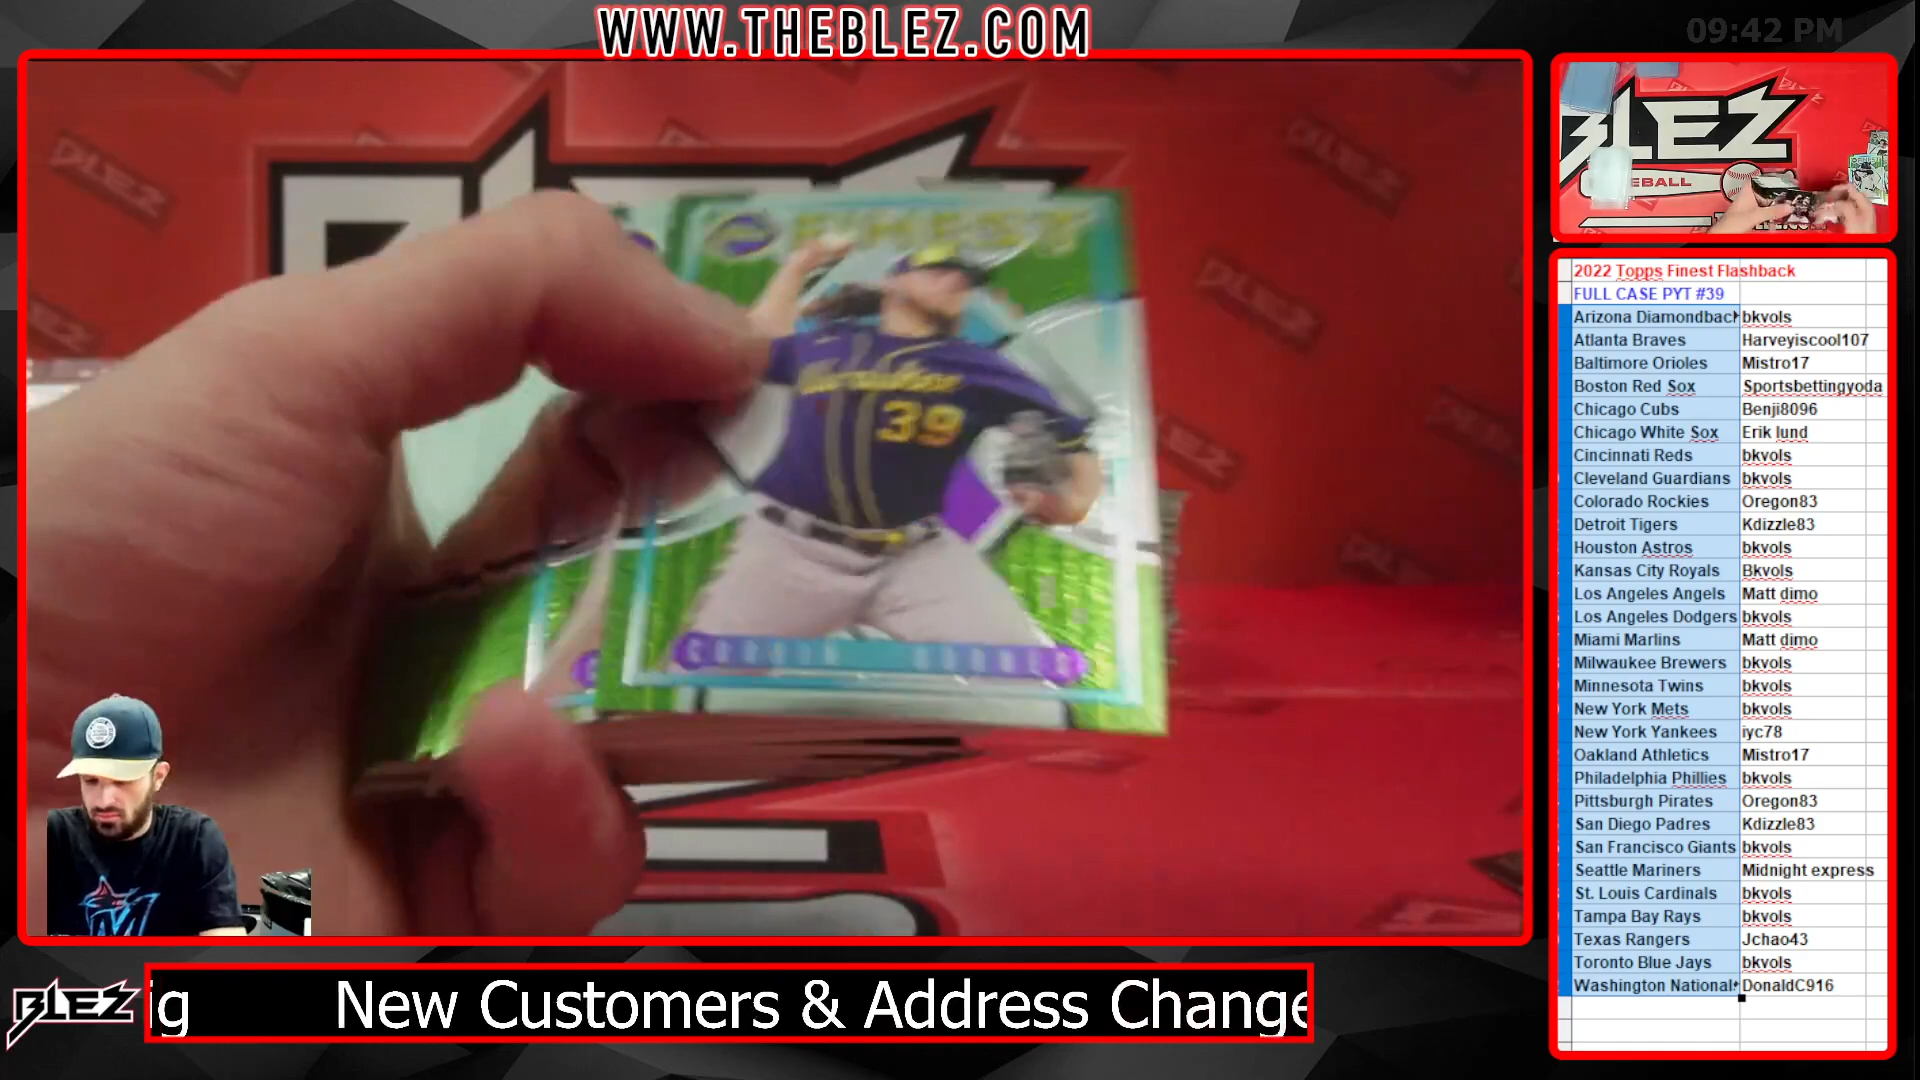 WWW.THEBLEZ.COM
09:42 PM
BLEZ
FINEST
39
CORBIN BURNES
BLEZ
EBALL
2022 Topps Finest Flashback
FULL CASE PYT #39
Arizona Diamondback bkvols
Atlanta Braves Harveyiscool107
Baltimore Orioles Mistro17
Boston Red Sox Sportsbettingyoda
Chicago Cubs Benji8096
Chicago White Sox Erik lund
Cincinnati Reds bkvols
Cleveland Guardians bkvols
Colorado Rockies Oregon83
Detroit Tigers Kdizzle83
Houston Astros bkvols
Kansas City Royals Bkvols
Los Angeles Angels Matt dimo
Los Angeles Dodgers bkvols
Miami Marlins Matt dimo
Milwaukee Brewers bkvols
Minnesota Twins bkvols
New York Mets bkvols
New York Yankees iyc78
Oakland Athletics Mistro17
Philadelphia Phillies bkvols
Pittsburgh Pirates Oregon83
San Diego Padres Kdizzle83
San Francisco Giants bkvols
Seattle Mariners Midnight express
St. Louis Cardinals bkvols
Tampa Bay Rays bkvols
Texas Rangers Jchao43
Toronto Blue Jays bkvols
Washington National DonaldC916
BLEZ
ig New Customers & Address Change